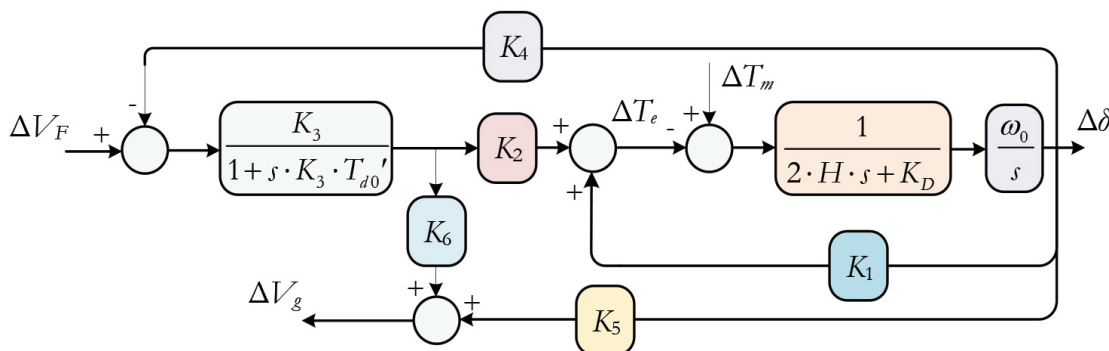 K₄
-
ΔT_m
ΔV_F
+
K₃
1 + s · K₃ · T_d0'
K₂
+
ΔT_e
-
+
1
2 · H · s + K_D
ω₀
s
Δδ
+
K₆
K₁
ΔV_g
+
+
K₅